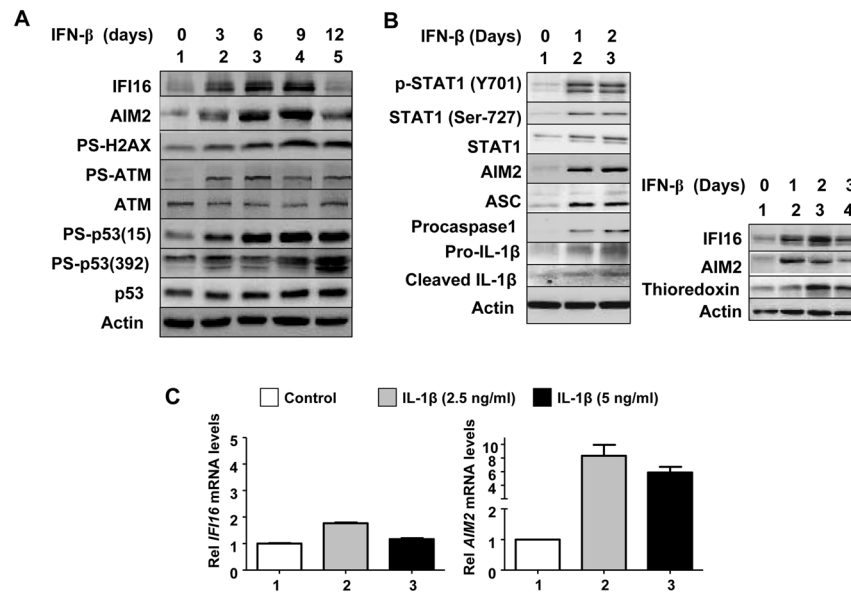 A
IFN-β (days) 0 3 6 9 12
1 2 3 4 5
IFI16
AIM2
PS-H2AX
PS-ATM
ATM
PS-p53(15)
PS-p53(392)
p53
Actin
B
IFN-β (Days) 0 1 2
1 2 3
p-STAT1 (Y701)
STAT1 (Ser-727)
STAT1
AIM2
ASC
Procaspase1
Pro-IL-1β
Cleaved IL-1β
Actin
IFN-β (Days) 0 1 2 3
1 2 3 4
IFI16
AIM2
Thioredoxin
Actin
C
Control
IL-1β (2.5 ng/ml)
IL-1β (5 ng/ml)
Rel IFI16 mRNA levels
5
4
3
2
1
0
1 2 3
Rel AIM2 mRNA levels
10
8
6
4
2
1
0
1 2 3